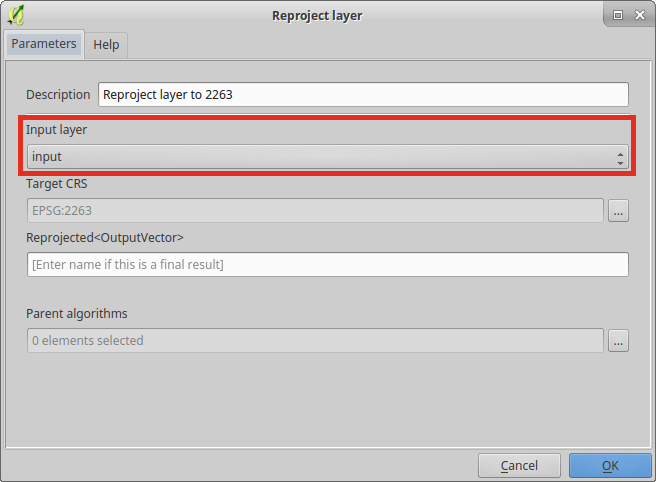 Reproject layer
Parameters
Help
Description
Reproject layer to 2263
Input layer
input
Target CRS
EPSG:2263
...
Reprojected<OutputVector>
[Enter name if this is a final result]
Parent algorithms
0 elements selected
...
Cancel
OK